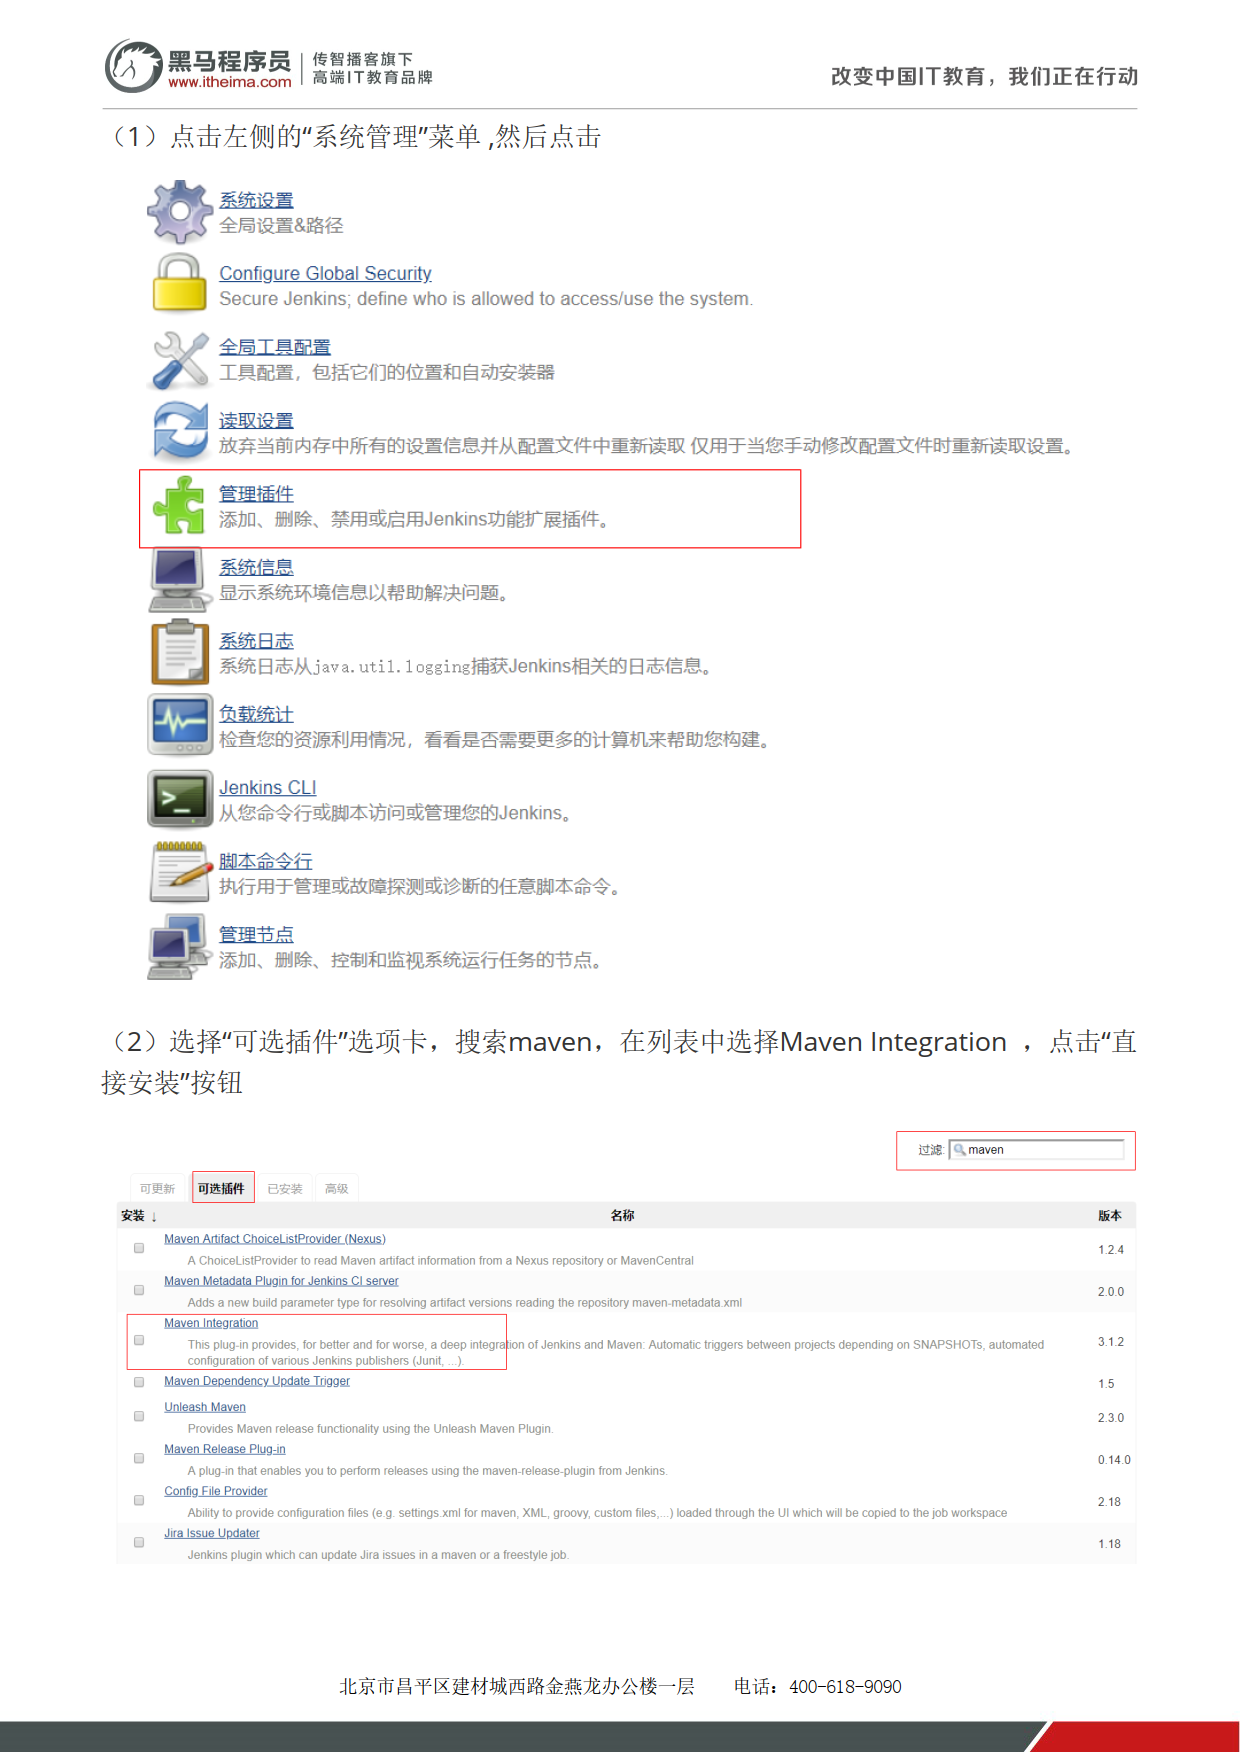 黑马程序员
www.itheima.com
传智播客旗下
高端IT教育品牌
改变中国IT教育，我们正在行动
（1）点击左侧的“系统管理”菜单 ,然后点击
系统设置
全局设置&路径
Configure Global Security
Secure Jenkins; define who is allowed to access/use the system.
全局工具配置
工具配置，包括它们的位置和自动安装器
读取设置
放弃当前内存中所有的设置信息并从配置文件中重新读取 仅用于当您手动修改配置文件时重新读取设置。
管理插件
添加、删除、禁用或启用Jenkins功能扩展插件。
系统信息
显示系统环境信息以帮助解决问题。
系统日志
系统日志从java.util.logging捕获Jenkins相关的日志信息。
负载统计
检查您的资源利用情况，看看是否需要更多的计算机来帮助您构建。
Jenkins CLI
从您命令行或脚本访问或管理您的Jenkins。
脚本命令行
执行用于管理或故障探测或诊断的任意脚本命令。
管理节点
添加、删除、控制和监视系统运行任务的节点。
（2）选择“可选插件”选项卡，搜索maven，在列表中选择Maven Integration ，点击“直
接安装”按钮
过滤: maven
可更新 可选插件 已安装 高级
安装 ↓ 名称 版本
Maven Artifact ChoiceListProvider (Nexus)
A ChoiceListProvider to read Maven artifact information from a Nexus repository or MavenCentral
1.2.4
Maven Metadata Plugin for Jenkins CI server
Adds a new build parameter type for resolving artifact versions reading the repository maven-metadata.xml
2.0.0
Maven Integration
This plug-in provides, for better and for worse, a deep integration of Jenkins and Maven: Automatic triggers between projects depending on SNAPSHOTs, automated
configuration of various Jenkins publishers (Junit, ...).
3.1.2
Maven Dependency Update Trigger
1.5
Unleash Maven
Provides Maven release functionality using the Unleash Maven Plugin.
2.3.0
Maven Release Plug-in
A plug-in that enables you to perform releases using the maven-release-plugin from Jenkins.
0.14.0
Config File Provider
Ability to provide configuration files (e.g. settings.xml for maven, XML, groovy, custom files,...) loaded through the UI which will be copied to the job workspace
2.18
Jira Issue Updater
Jenkins plugin which can update Jira issues in a maven or a freestyle job.
1.18
北京市昌平区建材城西路金燕龙办公楼一层 电话：400-618-9090